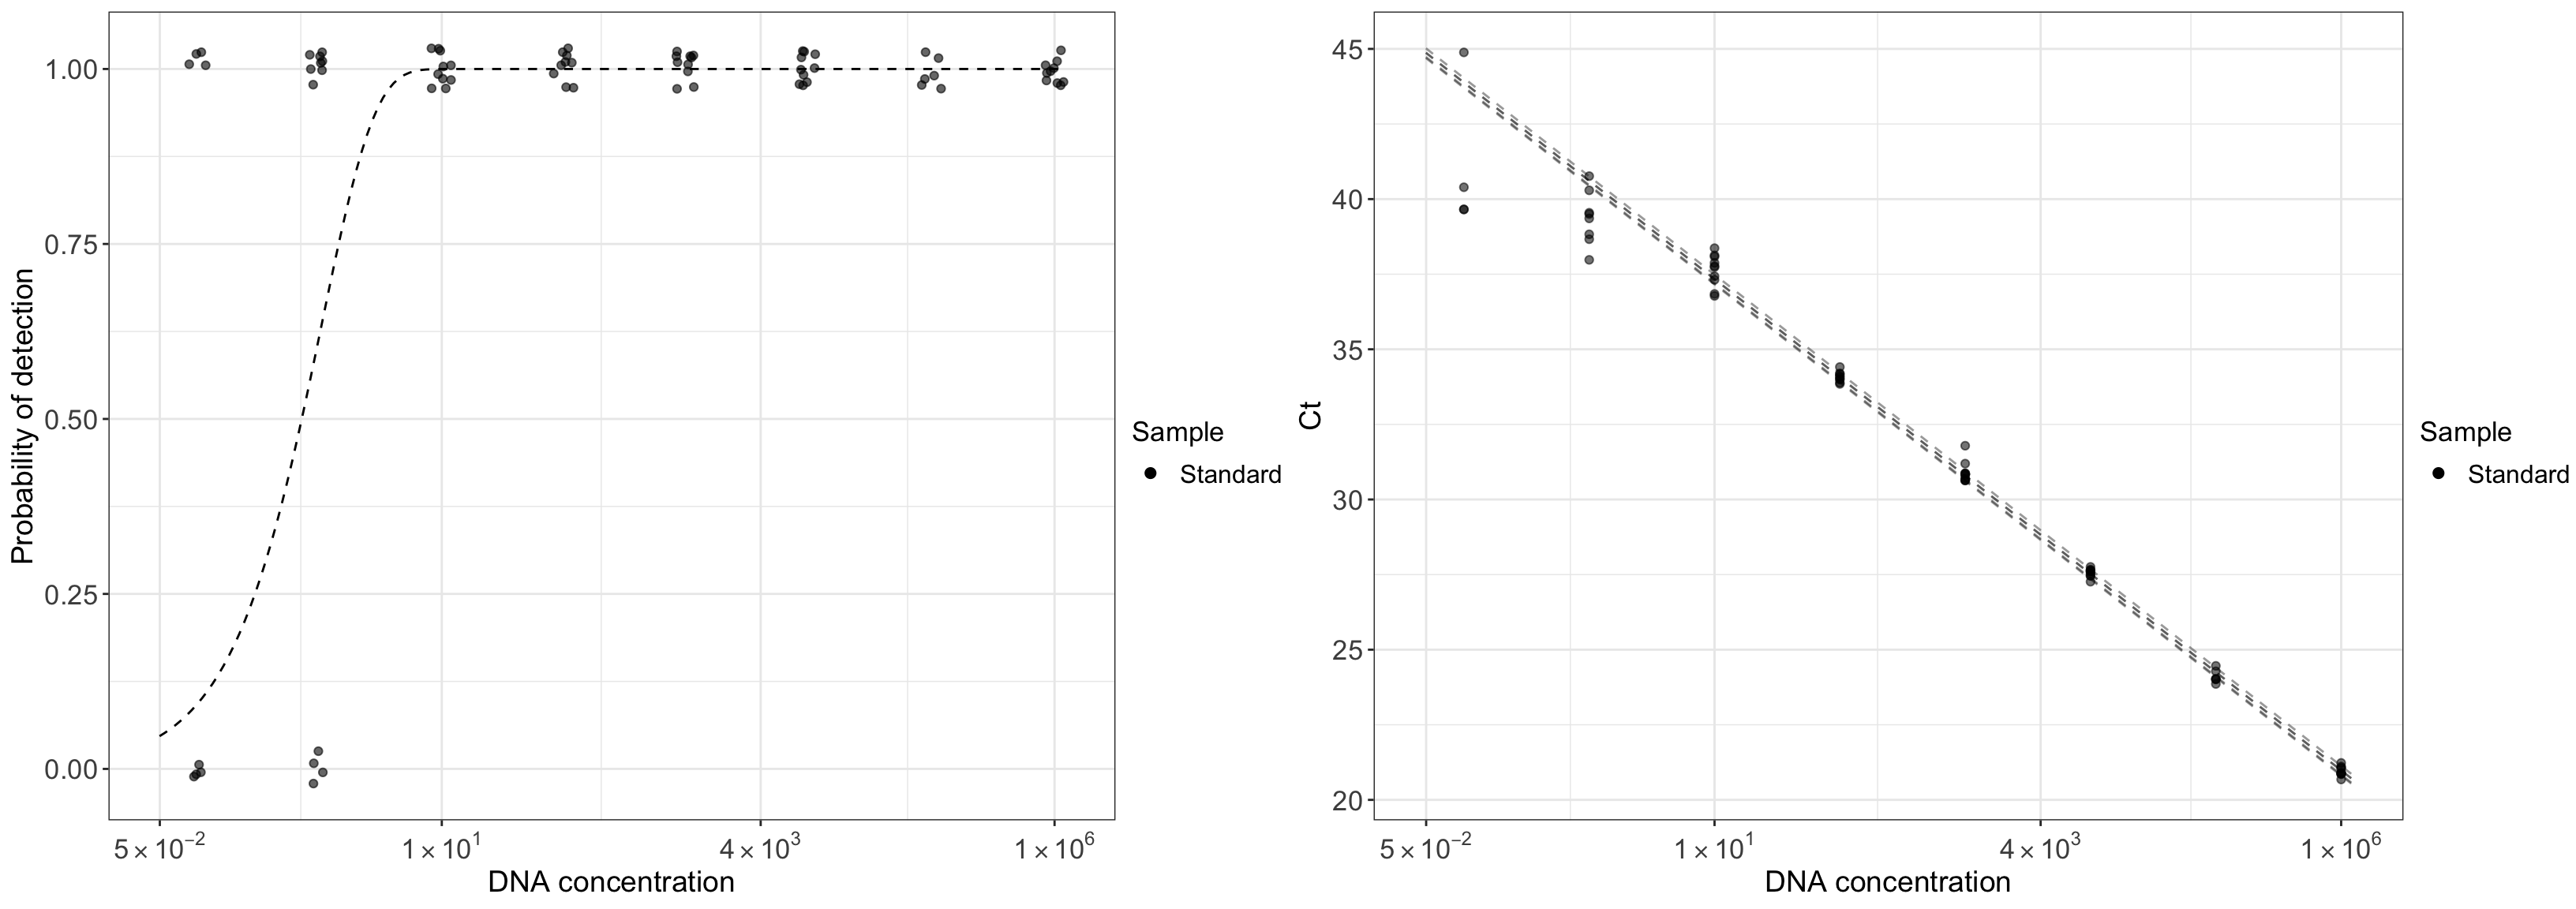 Probability of detection
1.00
0.75
0.50
0.25
0.00
5×10⁻² 1×10¹ 4×10³ 1×10⁶
DNA concentration
Sample
Standard
Ct
45
40
35
30
25
20
5×10⁻² 1×10¹ 4×10³ 1×10⁶
DNA concentration
Sample
Standard